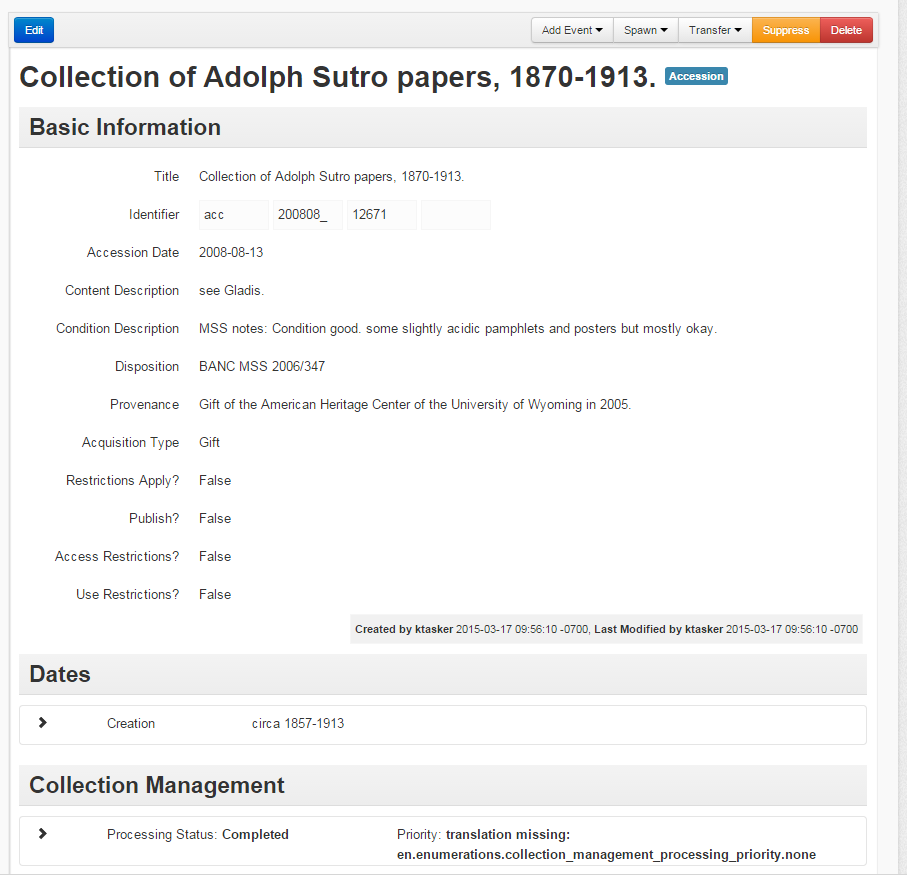 Edit
Add Event Spawn Transfer Suppress Delete
Collection of Adolph Sutro papers, 1870-1913. Accession
Basic Information
Title Collection of Adolph Sutro papers, 1870-1913.
Identifier acc 200808_ 12671
Accession Date 2008-08-13
Content Description see Gladis.
Condition Description MSS notes: Condition good. some slightly acidic pamphlets and posters but mostly okay.
Disposition BANC MSS 2006/347
Provenance Gift of the American Heritage Center of the University of Wyoming in 2005.
Acquisition Type Gift
Restrictions Apply? False
Publish? False
Access Restrictions? False
Use Restrictions? False
Created by ktasker 2015-03-17 09:56:10 -0700, Last Modified by ktasker 2015-03-17 09:56:10 -0700
Dates
Creation circa 1857-1913
Collection Management
Processing Status: Completed Priority: translation missing:
en.enumerations.collection_management_processing_priority.none